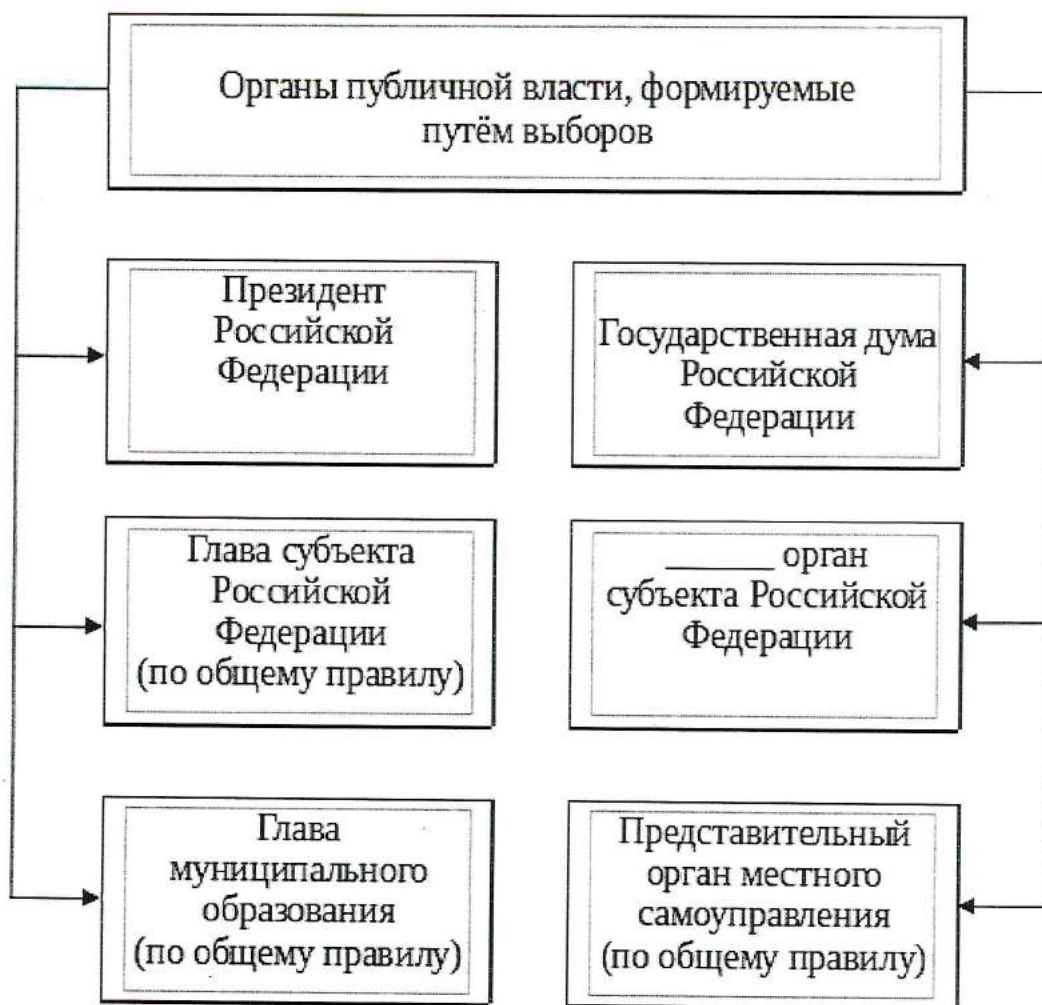 Органы публичной власти, формируемые
путём выборов
Президент
Российской
Федерации
Государственная дума
Российской
Федерации
Глава субъекта
Российской
Федерации
(по общему правилу)
______ орган
субъекта Российской
Федерации
Глава
муниципального
образования
(по общему правилу)
Представительный
орган местного
самоуправления
(по общему правилу)